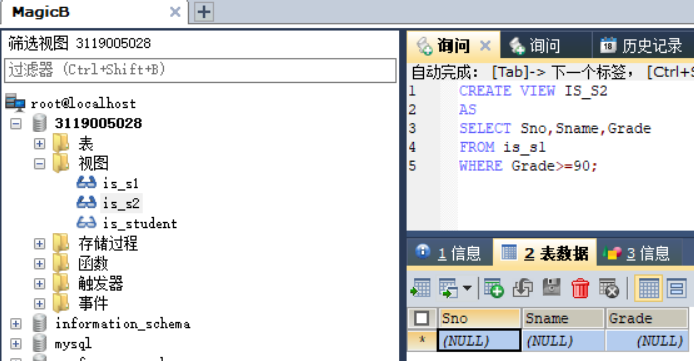 MagicB
筛选视图 3119005028
过滤器 (Ctrl+Shift+B)
root@localhost
3119005028
表
视图
is_s1
is_s2
is_student
存储过程
函数
触发器
事件
information_schema
mysql
询问
询问
历史记录
自动完成: [Tab]-> 下一个标签, [Ctrl+S
1 CREATE VIEW IS_S2
2 AS
3 SELECT Sno,Sname,Grade
4 FROM is_s1
5 WHERE Grade>=90;
1 信息
2 表数据
3 信息
Sno Sname Grade
* (NULL) (NULL) (NULL)